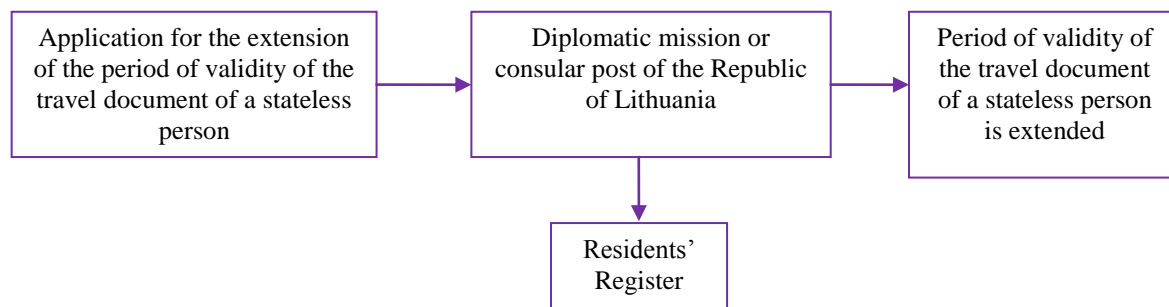 Application for the extension
of the period of validity of the
travel document of a stateless
person
Diplomatic mission or
consular post of the Republic
of Lithuania
Period of validity of
the travel document
of a stateless person
is extended
Residents’
Register